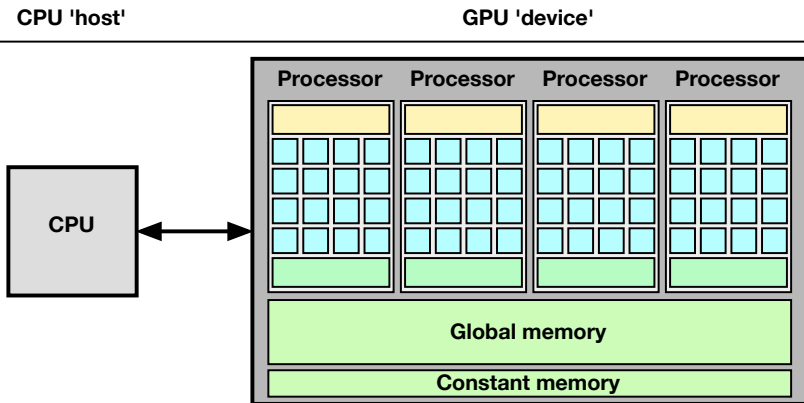 CPU 'host' GPU 'device'
Processor Processor Processor Processor
CPU
Global memory
Constant memory